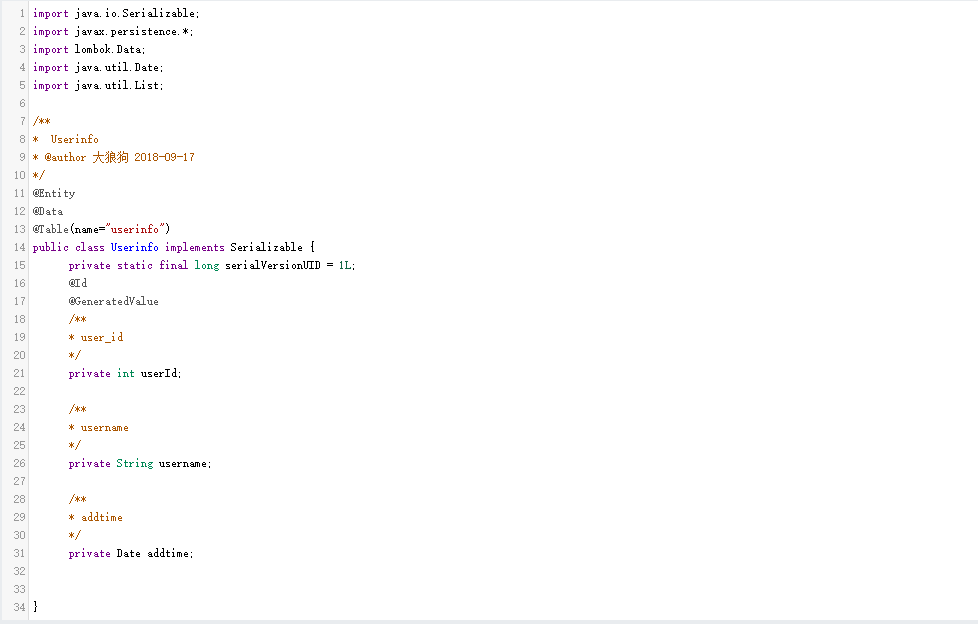 1 import java.io.Serializable;
2 import javax.persistence.*;
3 import lombok.Data;
4 import java.util.Date;
5 import java.util.List;
6
7 /**
8 *  Userinfo
9 * @author 大狼狗 2018-09-17
10 */
11 @Entity
12 @Data
13 @Table(name="userinfo")
14 public class Userinfo implements Serializable {
15       private static final long serialVersionUID = 1L;
16       @Id
17       @GeneratedValue
18       /**
19       * user_id
20       */
21       private int userId;
22
23       /**
24       * username
25       */
26       private String username;
27
28       /**
29       * addtime
30       */
31       private Date addtime;
32
33
34 }